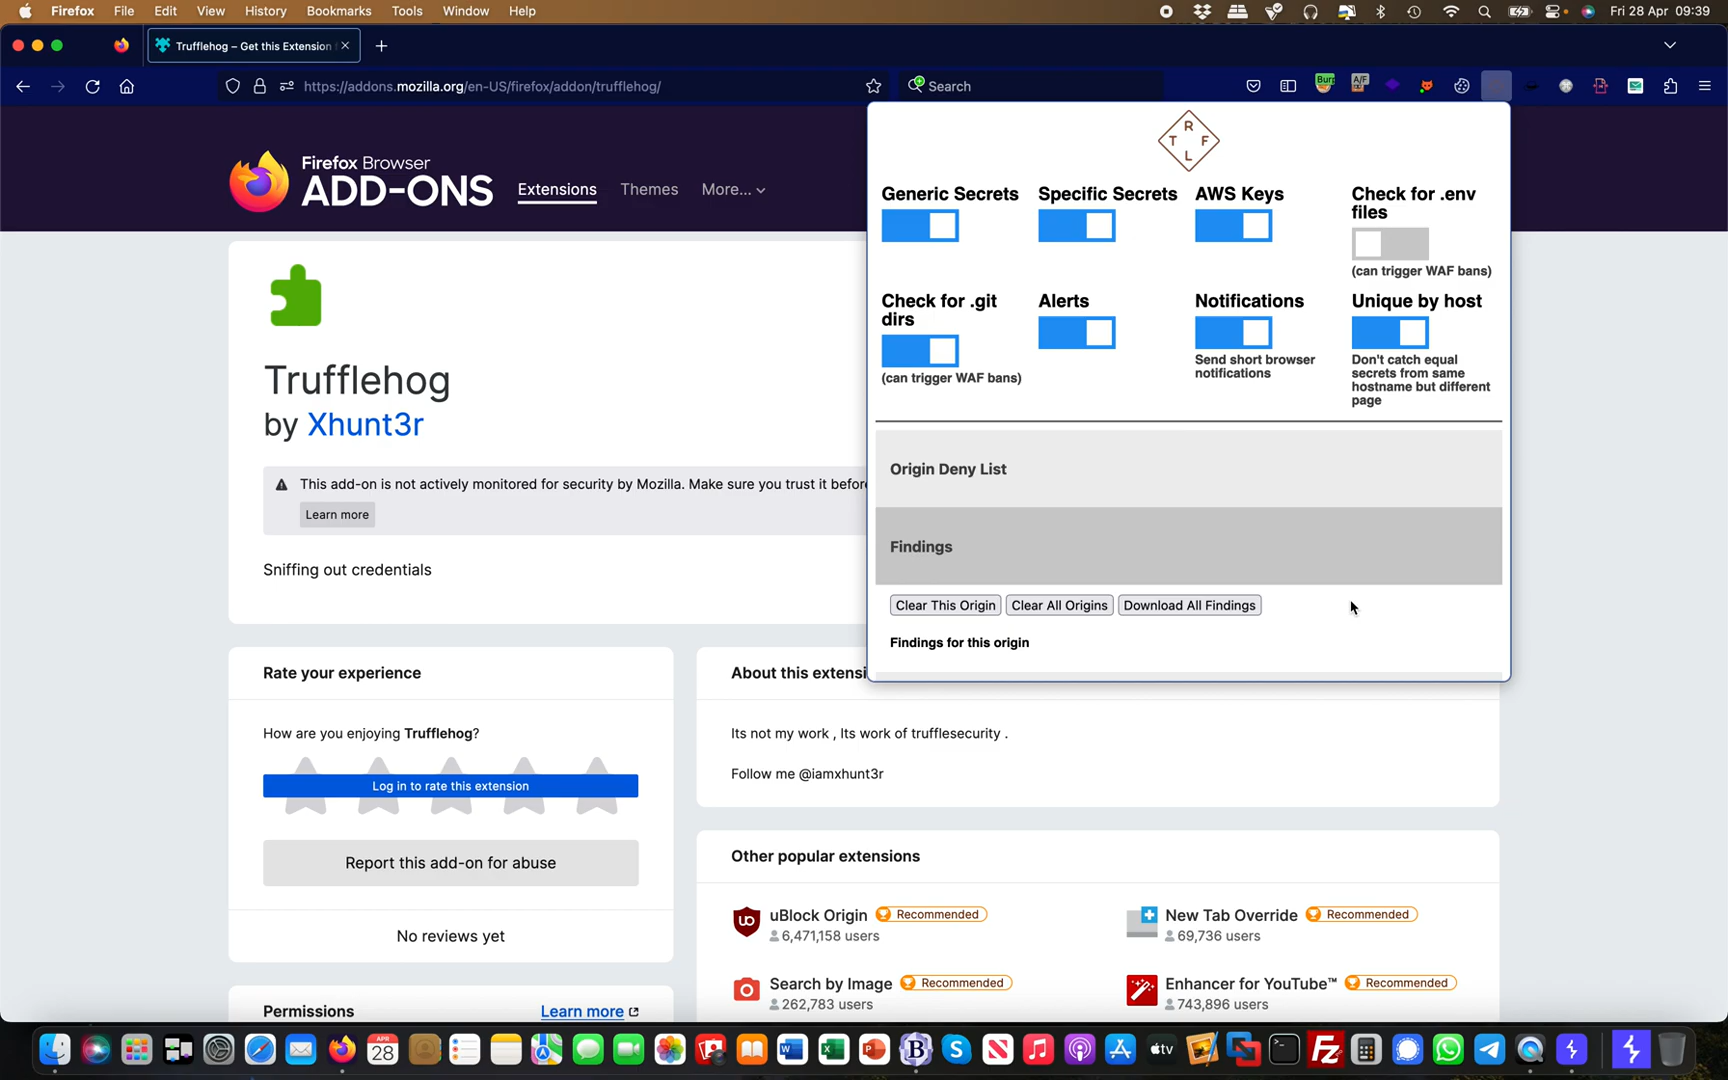 Firefox File Edit View History Bookmarks Tools Window Help
Fri 28 Apr 09:39
Trufflehog – Get this Extension
https://addons.mozilla.org/en-US/firefox/addon/trufflehog/
Search
Firefox Browser
ADD-ONS
Extensions Themes More...
Trufflehog
by Xhunt3r
This add-on is not actively monitored for security by Mozilla. Make sure you trust it
Learn more
Sniffing out credentials
R
T F
L
Generic Secrets Specific Secrets AWS Keys Check for .env
files
(can trigger WAF bans)
Check for .git
dirs
(can trigger WAF bans)
Alerts
Notifications
Send short browser
notifications
Unique by host
Don't catch equal
secrets from same
hostname but different
page
Origin Deny List
Findings
Clear This Origin Clear All Origins Download All Findings
Findings for this origin
Rate your experience
How are you enjoying Trufflehog?
Log in to rate this extension
Report this add-on for abuse
No reviews yet
Permissions Learn more
About this
Its not my work , Its work of trufflesecurity .
Follow me @iamxhunt3r
Other popular extensions
uBlock Origin Recommended
6,471,158 users
New Tab Override Recommended
69,736 users
Search by Image Recommended
262,783 users
Enhancer for YouTube™ Recommended
743,896 users
APR
28